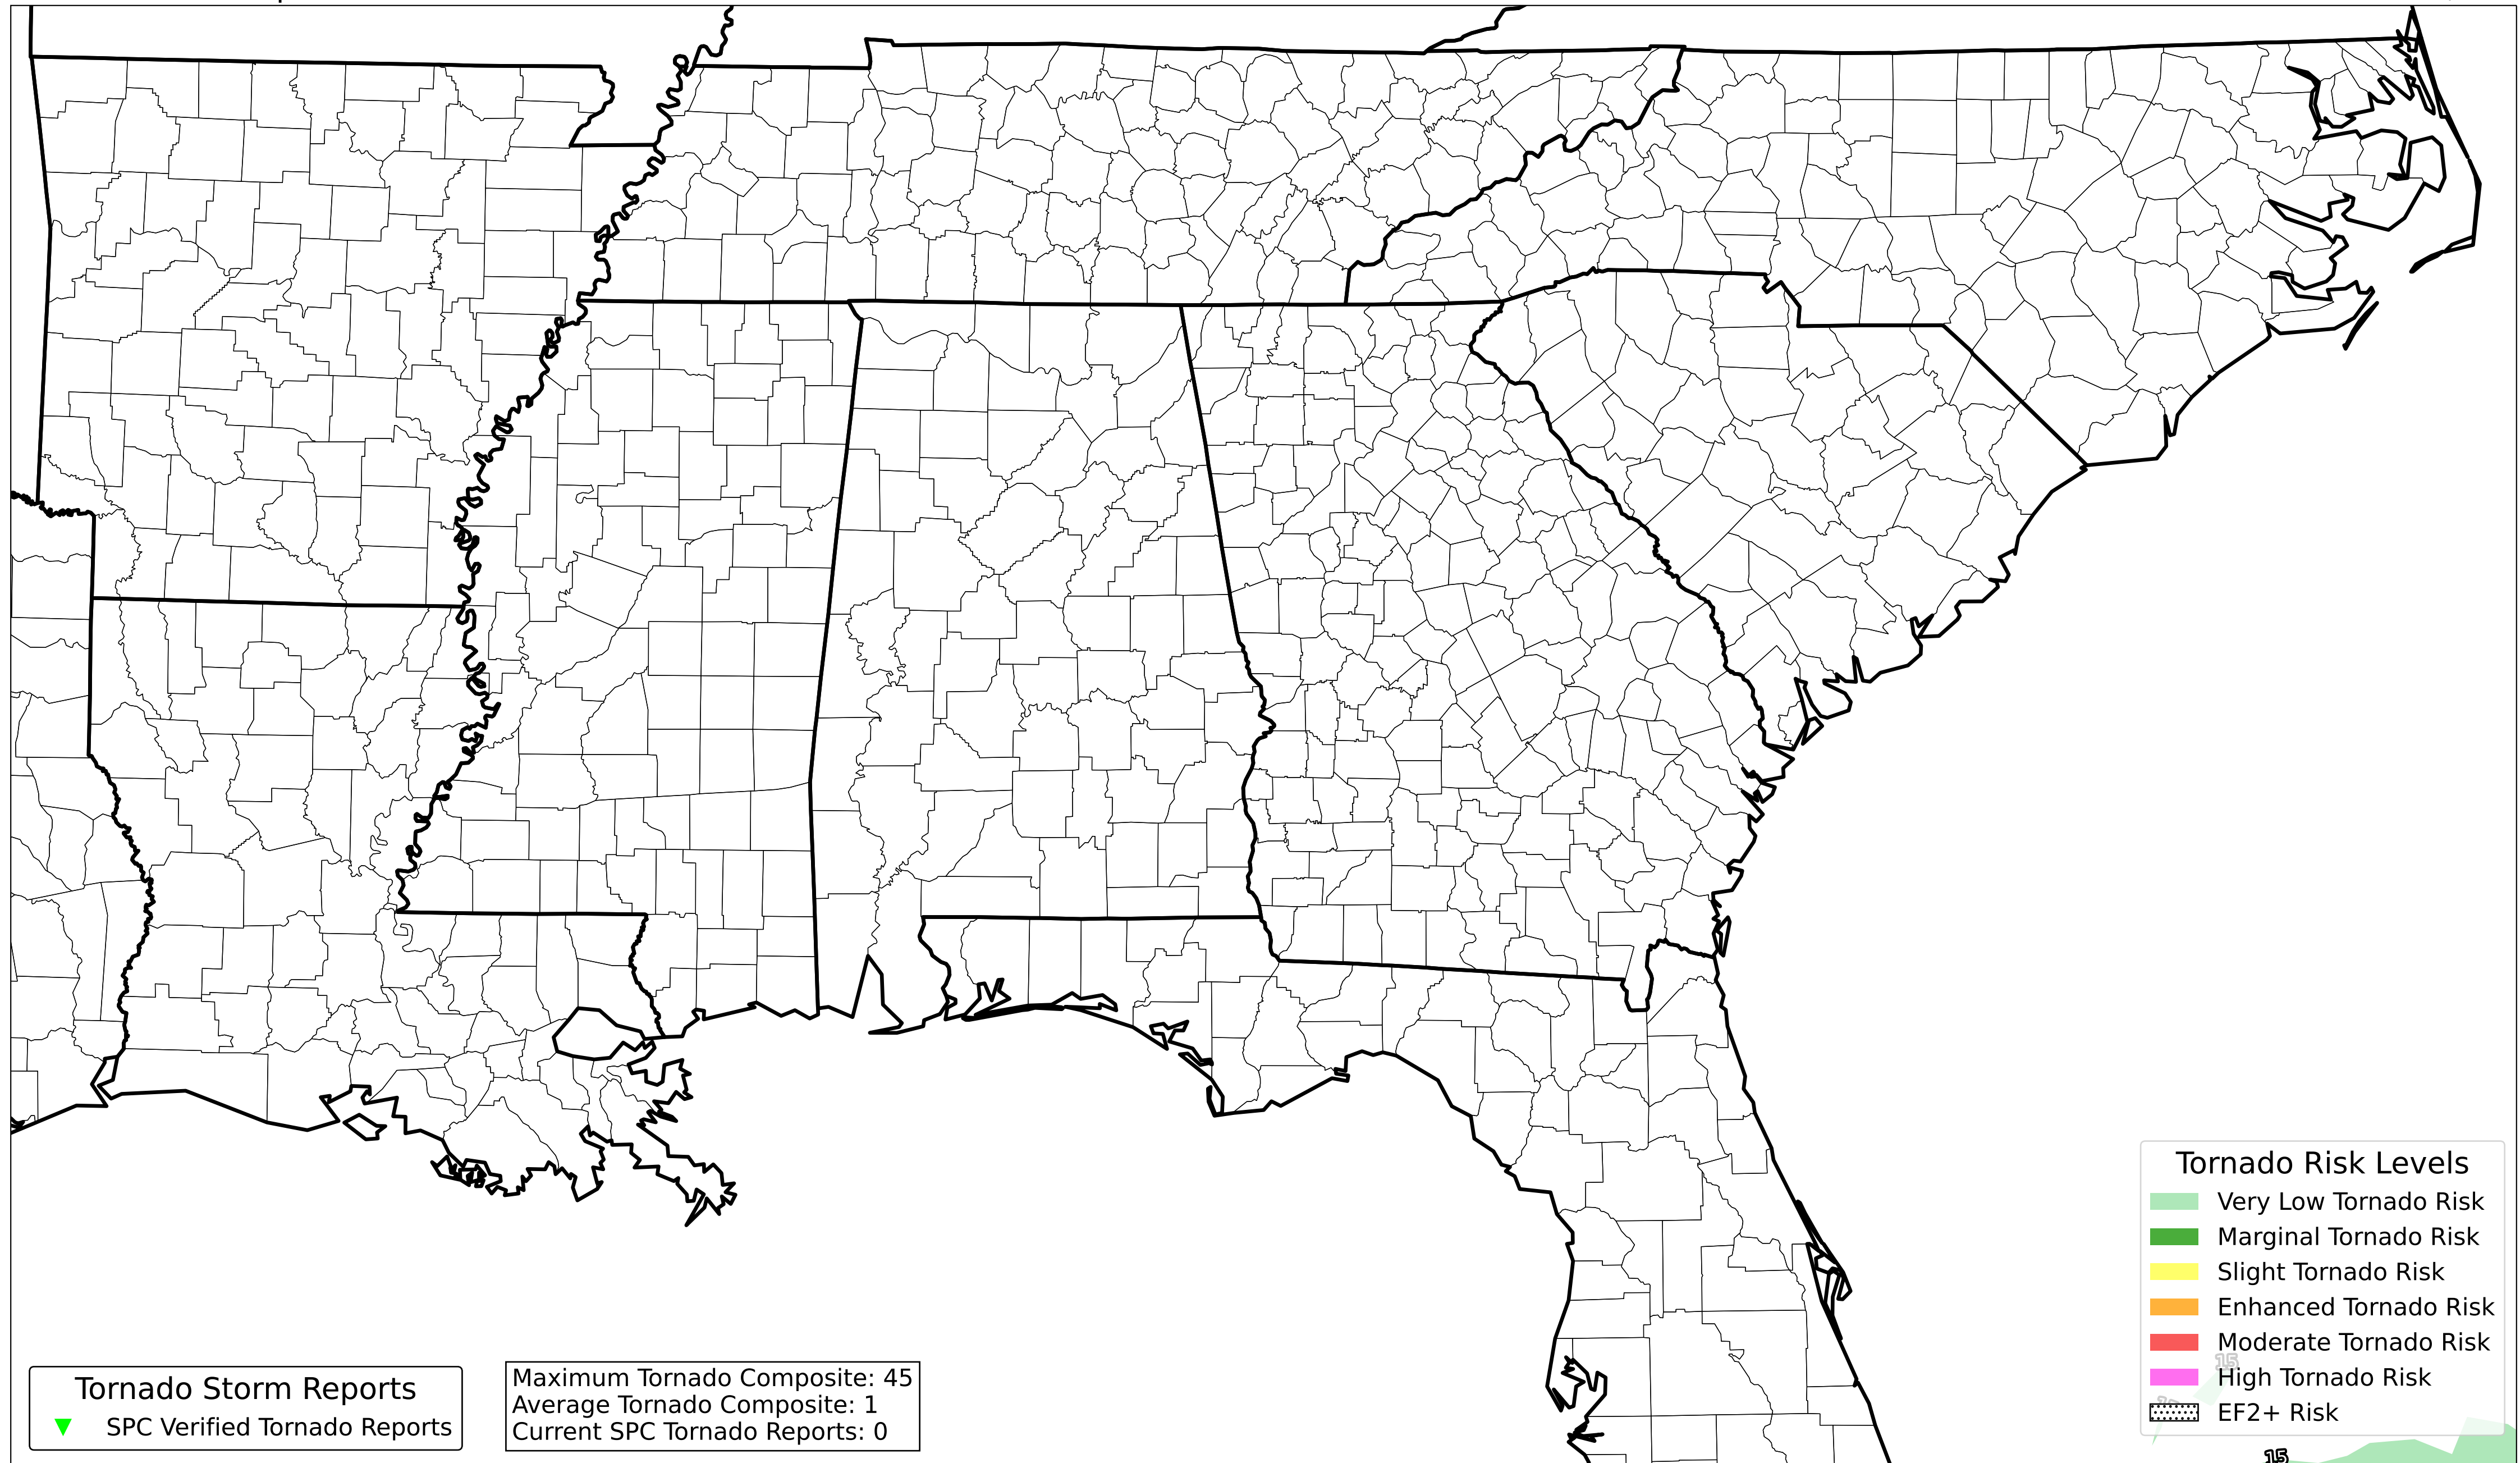 Tornado Risk Levels
Very Low Tornado Risk
Marginal Tornado Risk
Slight Tornado Risk
Enhanced Tornado Risk
Moderate Tornado Risk
15
High Tornado Risk
EF2+ Risk
Tornado Storm Reports
SPC Verified Tornado Reports
Maximum Tornado Composite: 45
Average Tornado Composite: 1
Current SPC Tornado Reports: 0
15